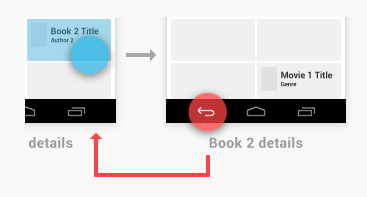 Book 2 Title
Author 2
Movie 1 Title
Genre
details
Book 2 details